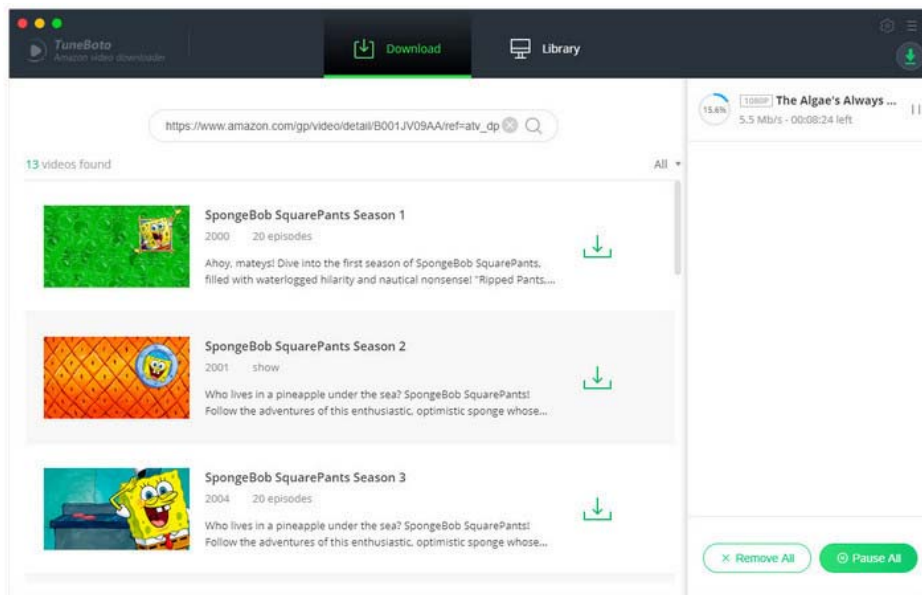 TuneBoto
Amazon video downloader
Download
Library
https://www.amazon.com/gp/video/detail/B001JV09AA/ref=atv_dp
13 videos found
All
SpongeBob SquarePants Season 1
2000 20 episodes
Ahoy, mateys! Dive into the first season of SpongeBob SquarePants,
filled with waterlogged hilarity and nautical nonsense! "Ripped Pants,...
SpongeBob SquarePants Season 2
2001 show
Who lives in a pineapple under the sea? SpongeBob SquarePants!
Follow the adventures of this enthusiastic, optimistic sponge whose...
SpongeBob SquarePants Season 3
2004 20 episodes
Who lives in a pineapple under the sea? SpongeBob SquarePants!
Follow the adventures of this enthusiastic, optimistic sponge whose...
15.6%
1080P The Algae's Always ...
5.5 Mb/s - 00:08:24 left
Remove All
Pause All